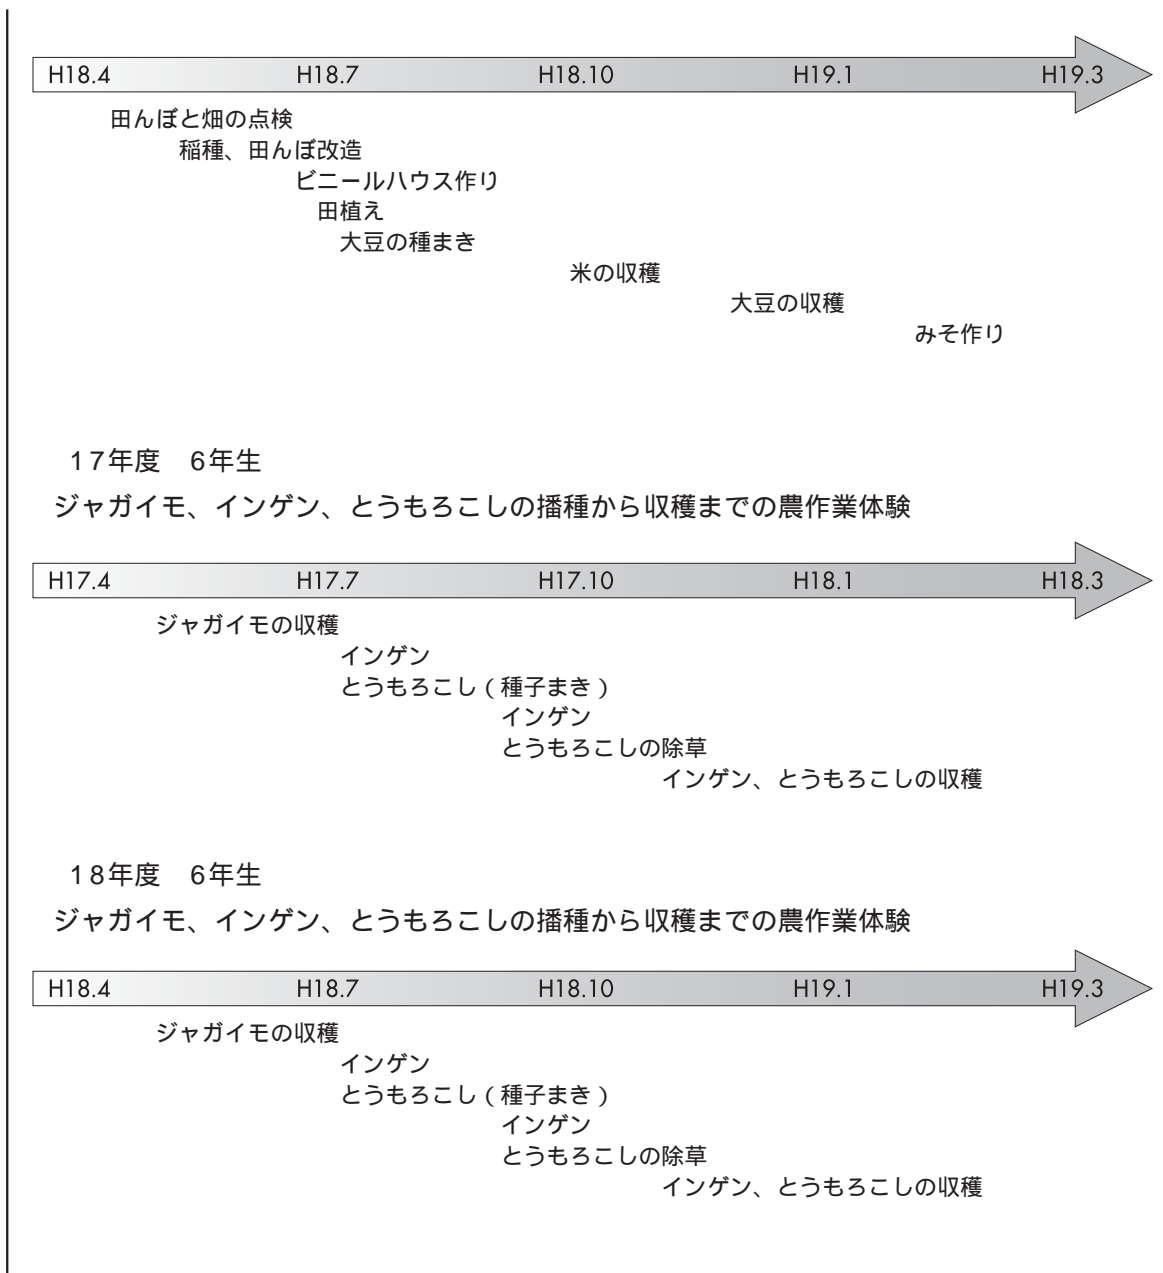 H18.4 H18.7 H18.10 H19.1 H19.3
田んぼと畑の点検
稲種、田んぼ改造
ビニールハウス作り
田植え
大豆の種まき
米の収穫
大豆の収穫
みそ作り
17年度　6年生
ジャガイモ、インゲン、とうもろこしの播種から収穫までの農作業体験
H17.4 H17.7 H17.10 H18.1 H18.3
ジャガイモの収穫
インゲン
とうもろこし（種子まき）
インゲン
とうもろこしの除草
インゲン、とうもろこしの収穫
18年度　6年生
ジャガイモ、インゲン、とうもろこしの播種から収穫までの農作業体験
H18.4 H18.7 H18.10 H19.1 H19.3
ジャガイモの収穫
インゲン
とうもろこし（種子まき）
インゲン
とうもろこしの除草
インゲン、とうもろこしの収穫